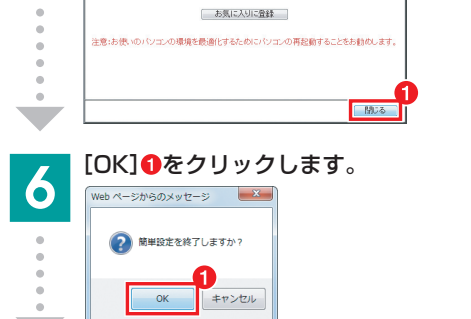 お気に入りに登録
注意:お使いのパソコンの環境を最適化するためにパソコンの再起動することをお勧めします。
1
閉じる
6
[OK]1をクリックします。
Web ページからのメッセージ
簡単設定を終了しますか?
1
OK キャンセル